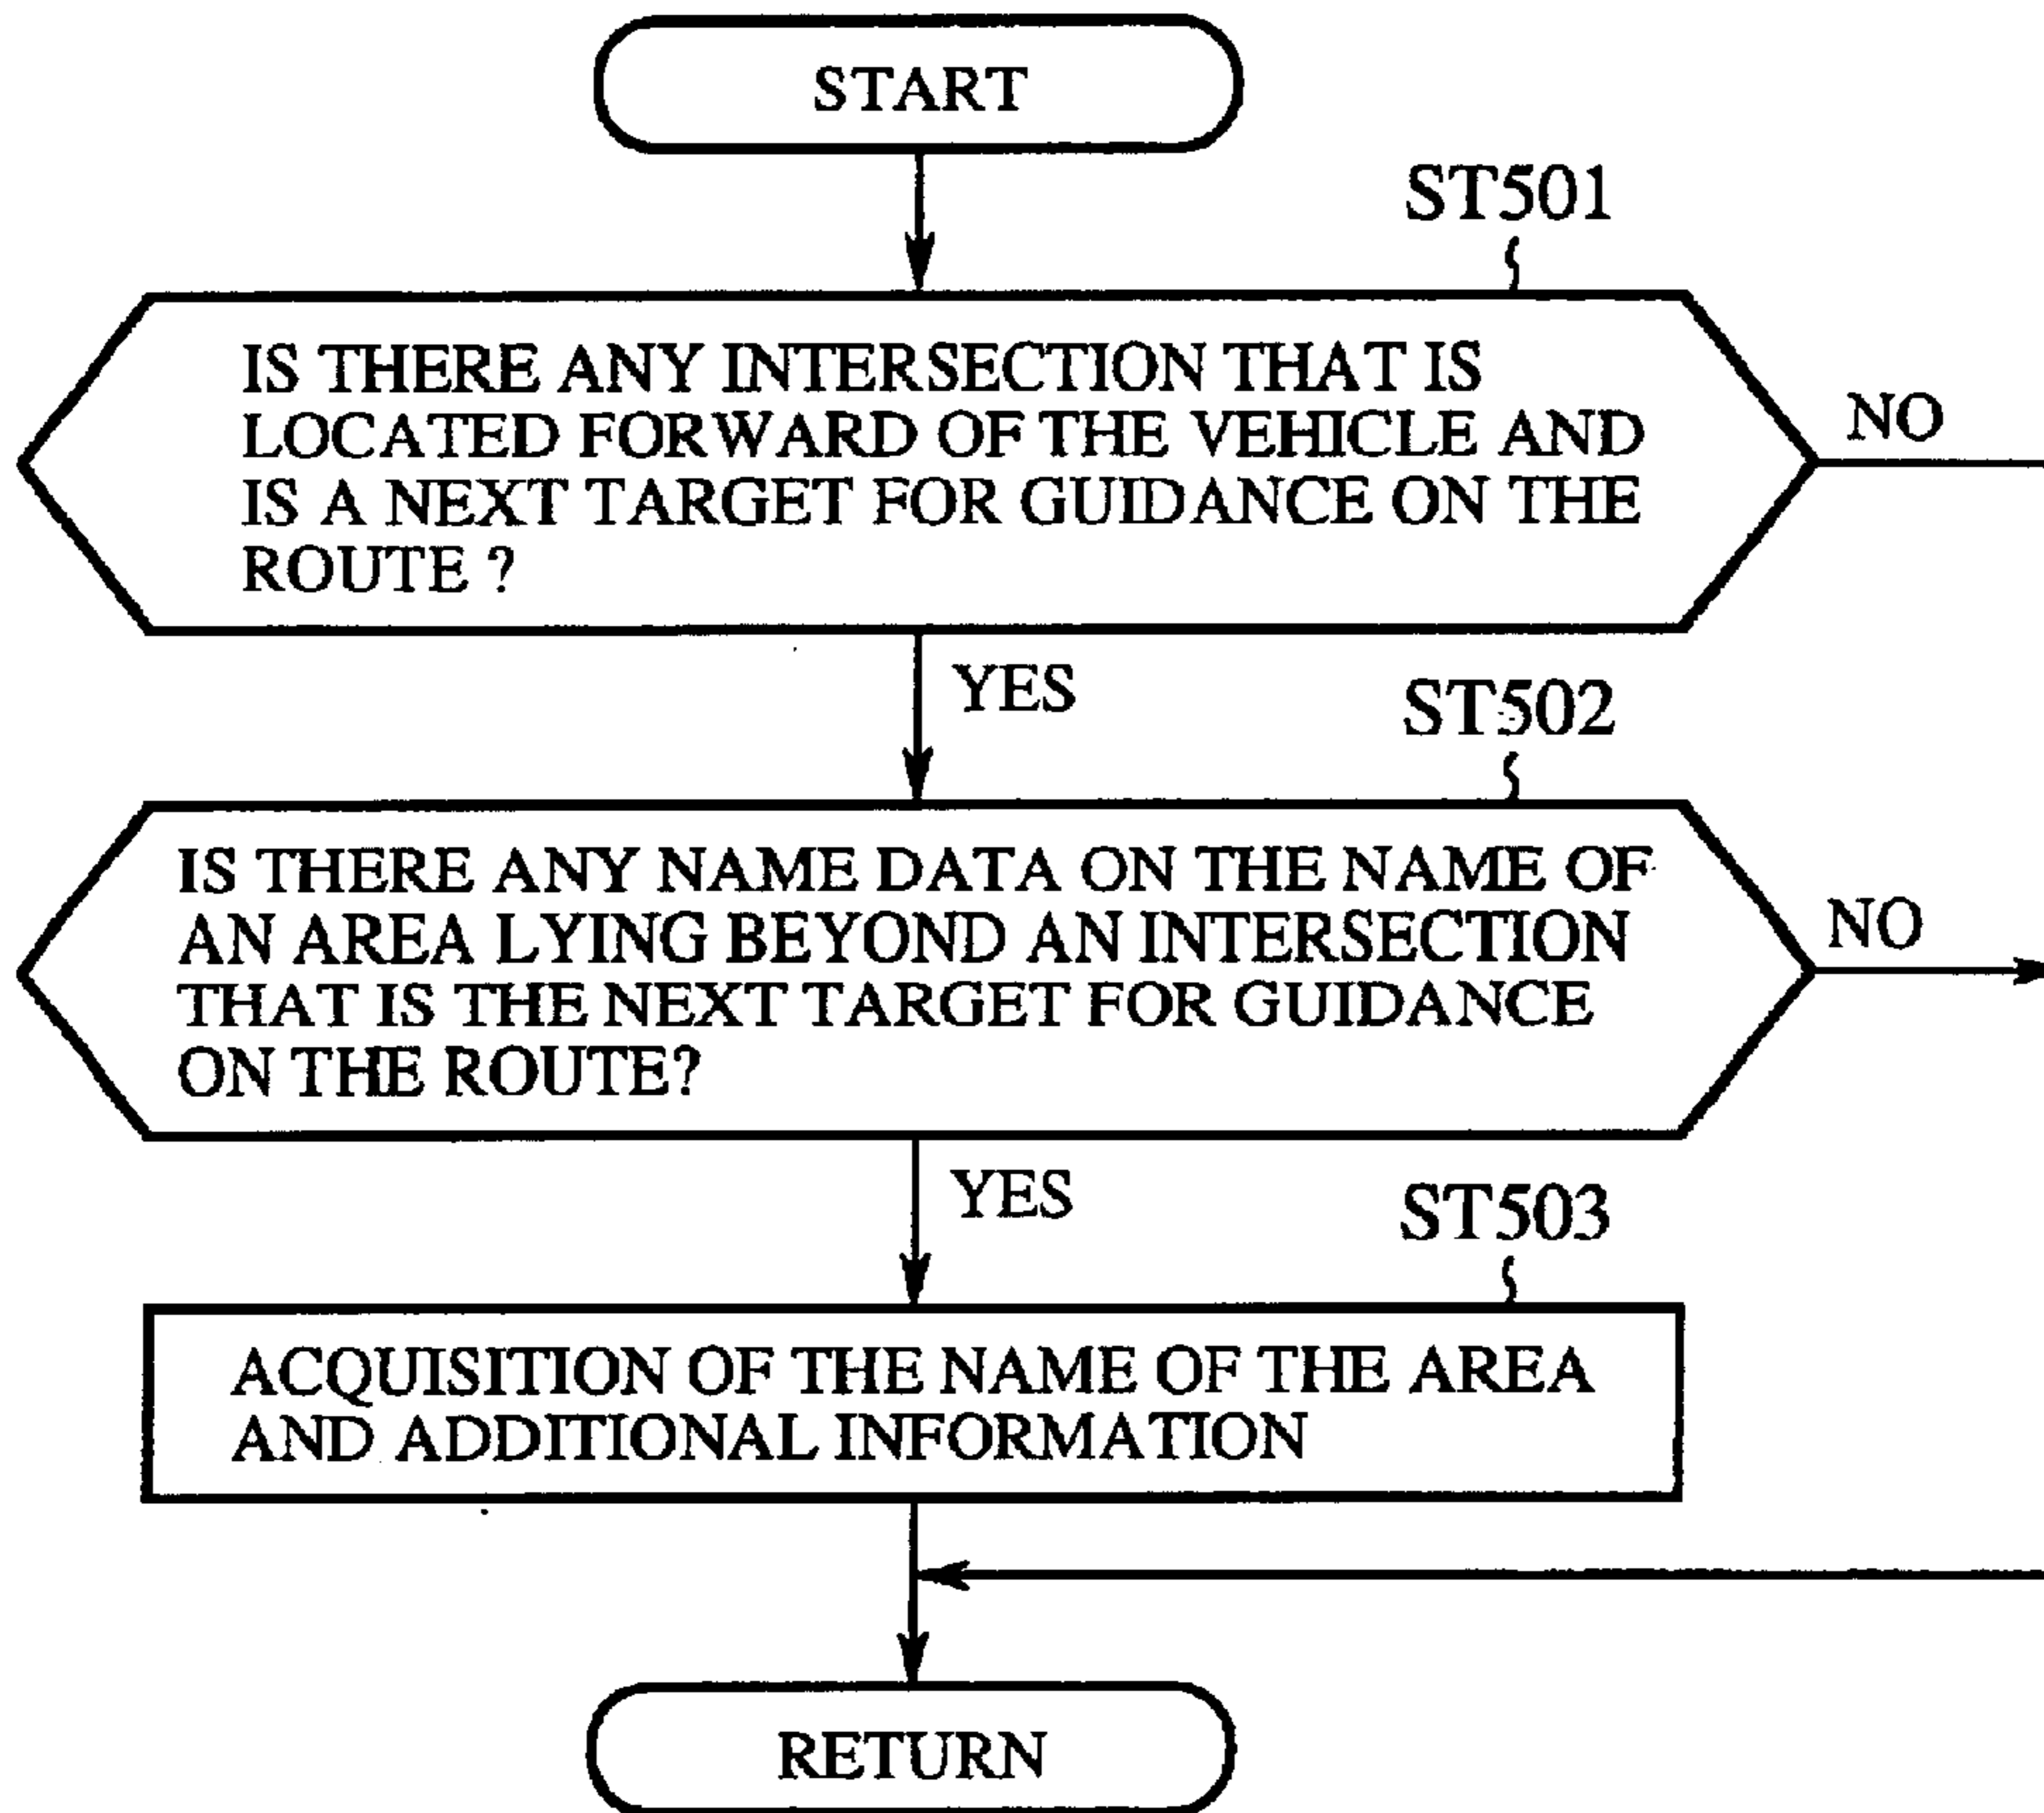 START
ST501
IS THERE ANY INTERSECTION THAT IS
LOCATED FORWARD OF THE VEHICLE AND
IS A NEXT TARGET FOR GUIDANCE ON THE
ROUTE ?
NO
YES
ST502
IS THERE ANY NAME DATA ON THE NAME OF
AN AREA LYING BEYOND AN INTERSECTION
THAT IS THE NEXT TARGET FOR GUIDANCE
ON THE ROUTE?
NO
YES
ST503
ACQUISITION OF THE NAME OF THE AREA
AND ADDITIONAL INFORMATION
RETURN